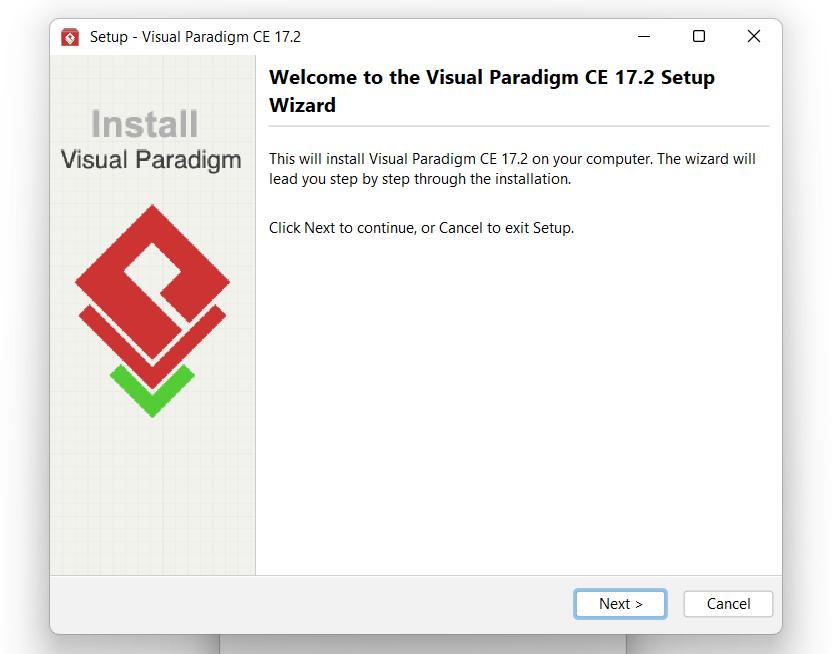 Setup - Visual Paradigm CE 17.2
Install
Visual Paradigm
Welcome to the Visual Paradigm CE 17.2 Setup
Wizard
This will install Visual Paradigm CE 17.2 on your computer. The wizard will
lead you step by step through the installation.
Click Next to continue, or Cancel to exit Setup.
Next >
Cancel